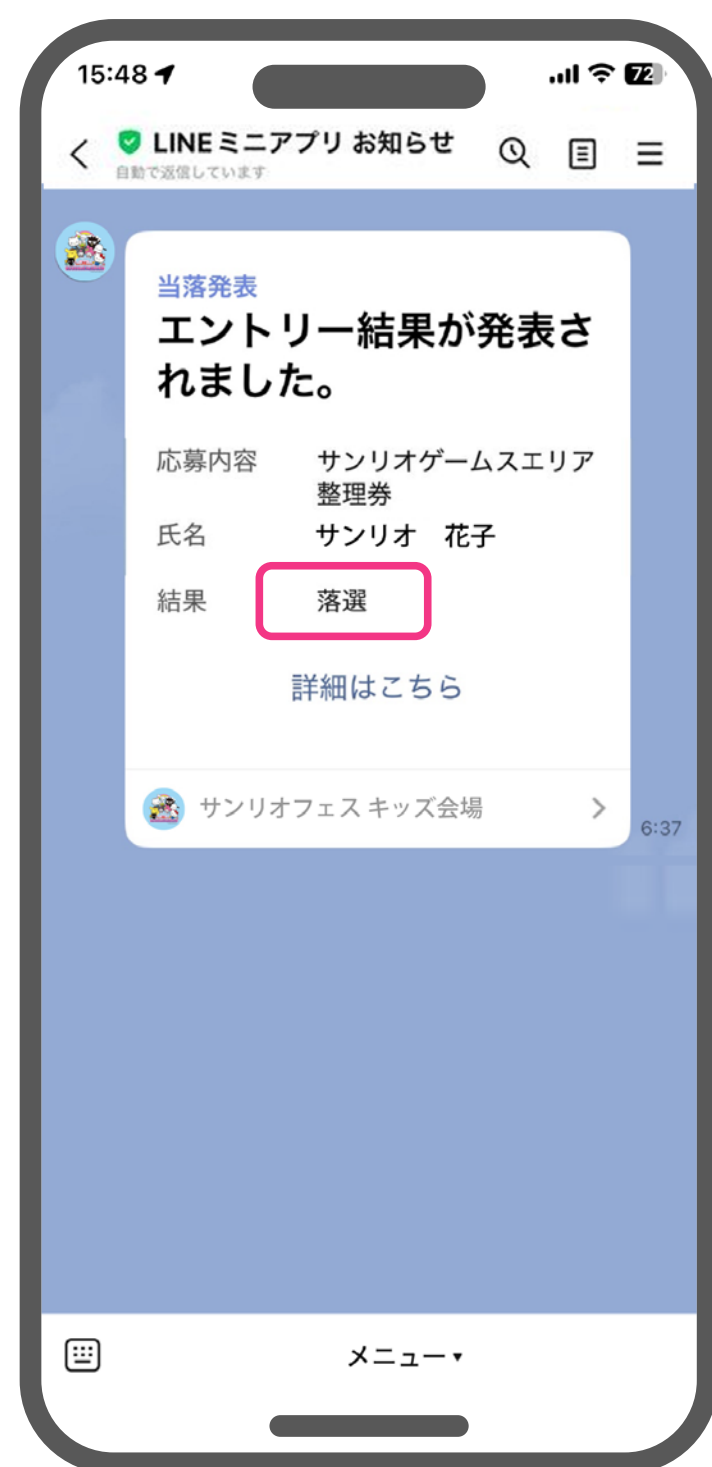 15:48
72
LINE ミニアプリ お知らせ
自動で返信しています
当落発表
エントリー結果が発表さ
れました。
応募内容 サンリオゲームスエリア
整理券
氏名 サンリオ 花子
結果 落選
詳細はこちら
サンリオフェス キッズ会場
6:37
メニュー▼